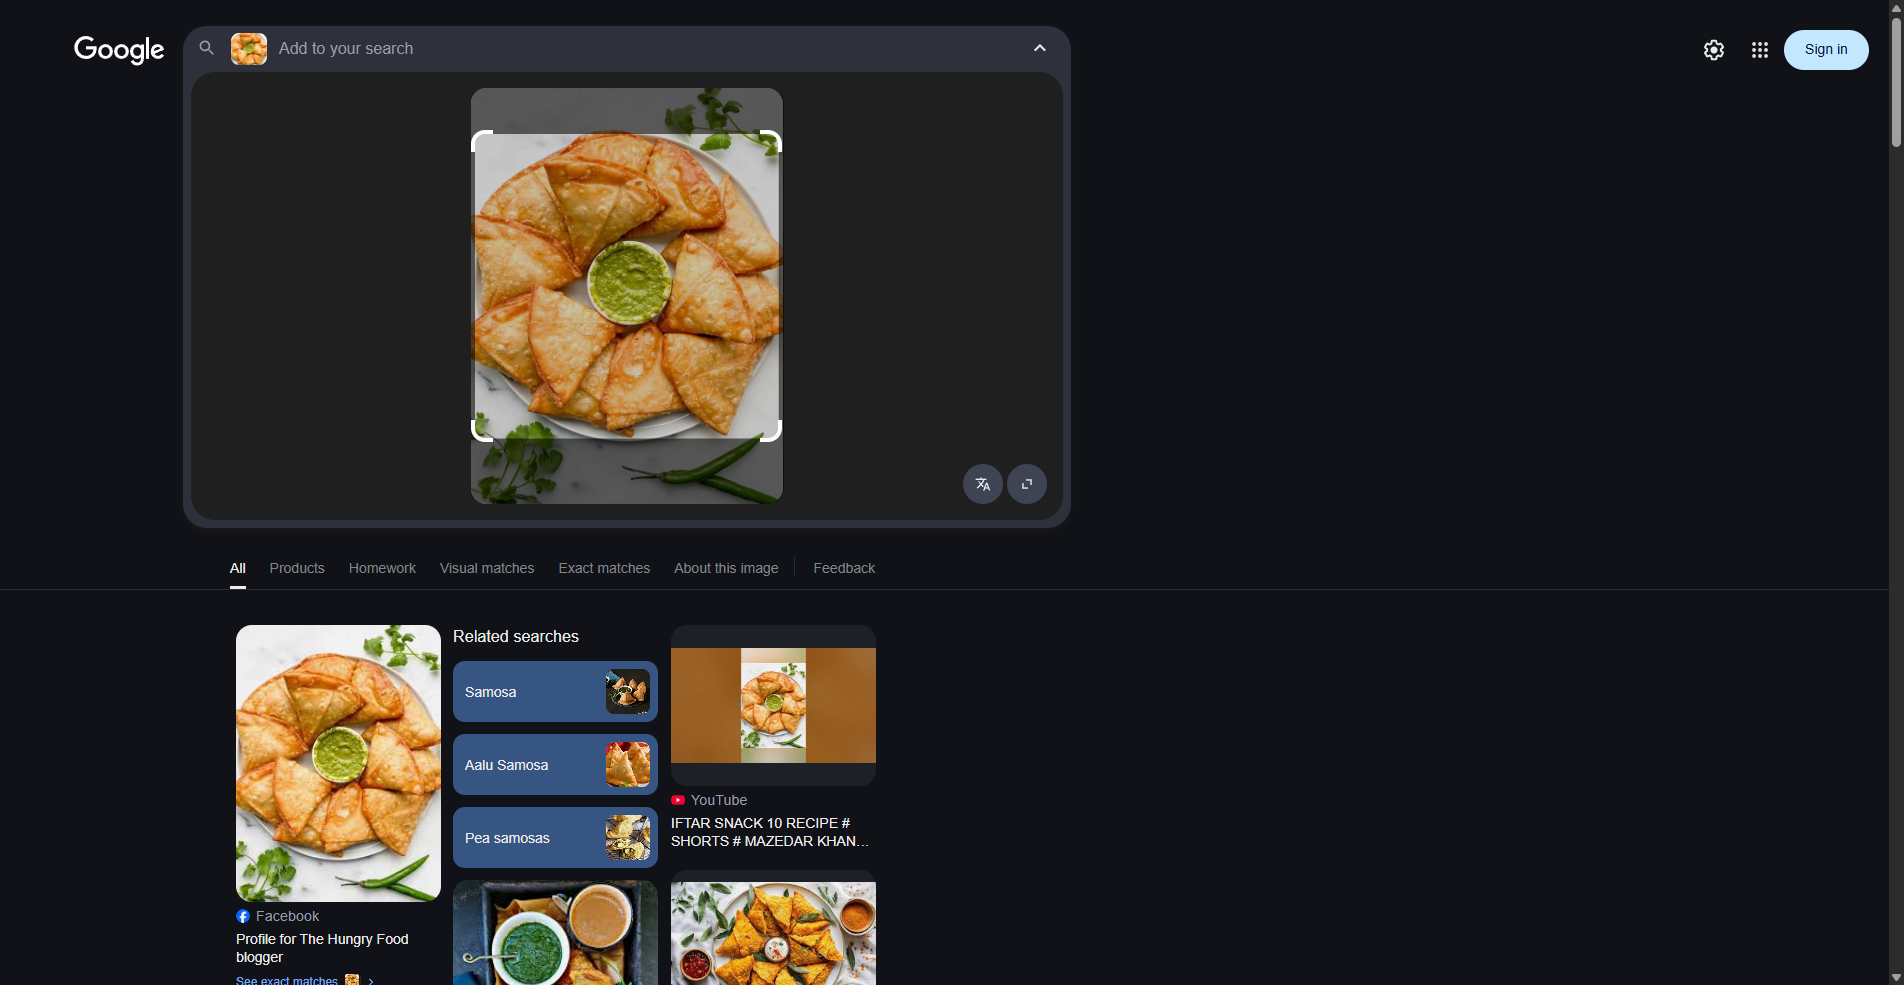 Google
Add to your search
Sign in
All
Products
Homework
Visual matches
Exact matches
About this image
Feedback
Facebook
Profile for The Hungry Food
blogger
See exact matches
Related searches
Samosa
Aalu Samosa
Pea samosas
YouTube
IFTAR SNACK 10 RECIPE #
SHORTS # MAZEDAR KHAN…